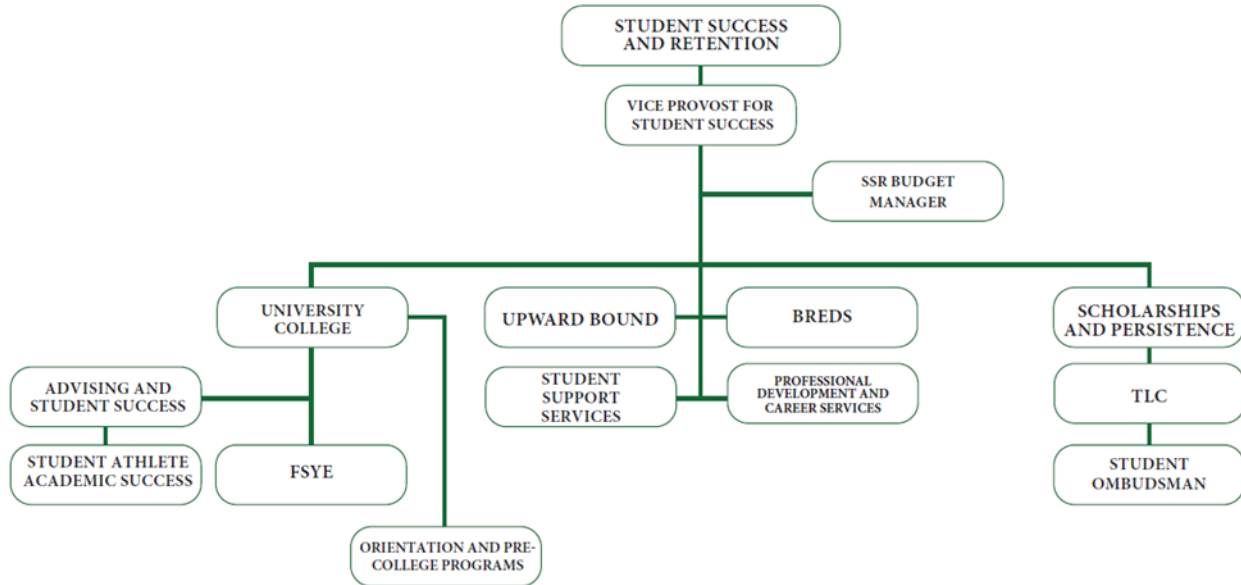 STUDENT SUCCESS
AND RETENTION
VICE PROVOST FOR
STUDENT SUCCESS
SSR BUDGET
MANAGER
UNIVERSITY
COLLEGE
UPWARD BOUND
BREDS
SCHOLARSHIPS
AND PERSISTENCE
ADVISING AND
STUDENT SUCCESS
STUDENT
SUPPORT
SERVICES
PROFESSIONAL
DEVELOPMENT AND
CAREER SERVICES
TLC
STUDENT ATHLETE
ACADEMIC SUCCESS
FSYE
STUDENT
OMBUDSMAN
ORIENTATION AND PRE-
COLLEGE PROGRAMS